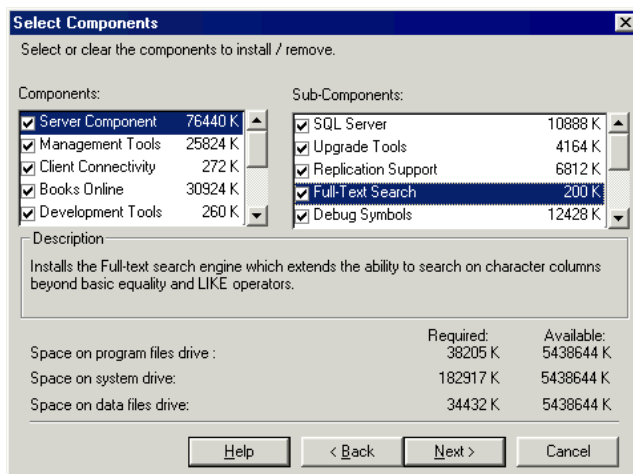 Select Components
Select or clear the components to install / remove.
Components:
Server Component 76440 K
Management Tools 25824 K
Client Connectivity 272 K
Books Online 30924 K
Development Tools 260 K
Sub-Components:
SQL Server 10888 K
Upgrade Tools 4164 K
Replication Support 6812 K
Full-Text Search 200 K
Debug Symbols 12428 K
Description
Installs the Full-text search engine which extends the ability to search on character columns
beyond basic equality and LIKE operators.
Required: Available:
Space on program files drive : 38205 K 5438644 K
Space on system drive: 182917 K 5438644 K
Space on data files drive: 34432 K 5438644 K
Help < Back Next > Cancel